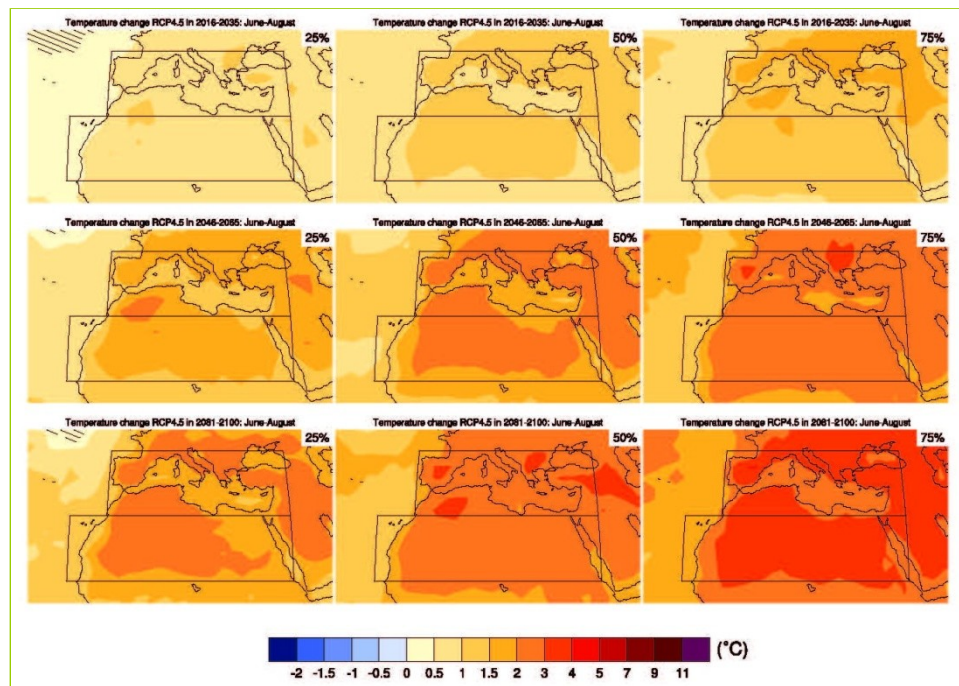 Temperature change RCP4.5 in 2016-2035: June-August
25%
Temperature change RCP4.5 in 2016-2035: June-August
50%
Temperature change RCP4.5 in 2016-2035: June-August
75%
Temperature change RCP4.5 in 2046-2065: June-August
25%
Temperature change RCP4.5 in 2046-2065: June-August
50%
Temperature change RCP4.5 in 2046-2065: June-August
75%
Temperature change RCP4.5 in 2081-2100: June-August
25%
Temperature change RCP4.5 in 2081-2100: June-August
50%
Temperature change RCP4.5 in 2081-2100: June-August
75%
(°C)
-2 -1.5 -1 -0.5 0 0.5 1 1.5 2 3 4 5 7 9 11